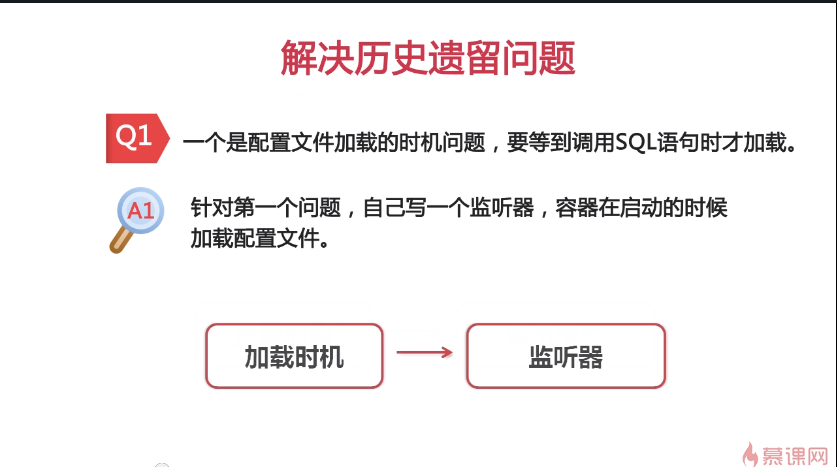 解决历史遗留问题
Q1
一个是配置文件加载的时机问题，要等到调用SQL语句时才加载。
A1
针对第一个问题，自己写一个监听器，容器在启动的时候
加载配置文件。
加载时机
监听器
慕课网